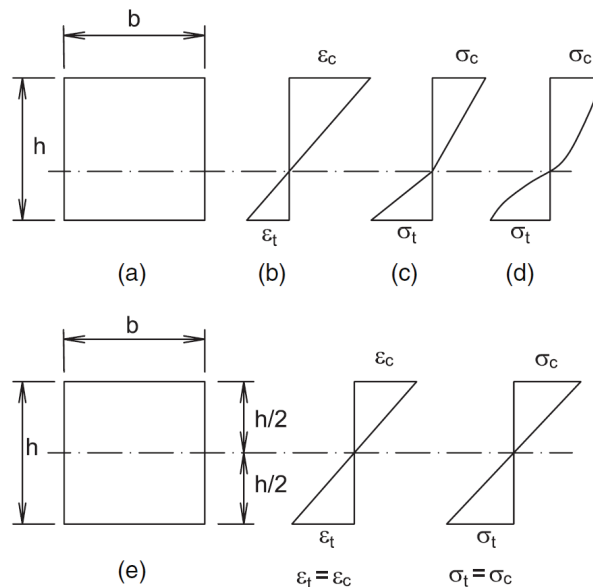 b
εc σc σc
h
εt σt σt
(a) (b) (c) (d)
b
εc σc
h/2
h
h/2
εt σt
(e) εt = εc σt = σc